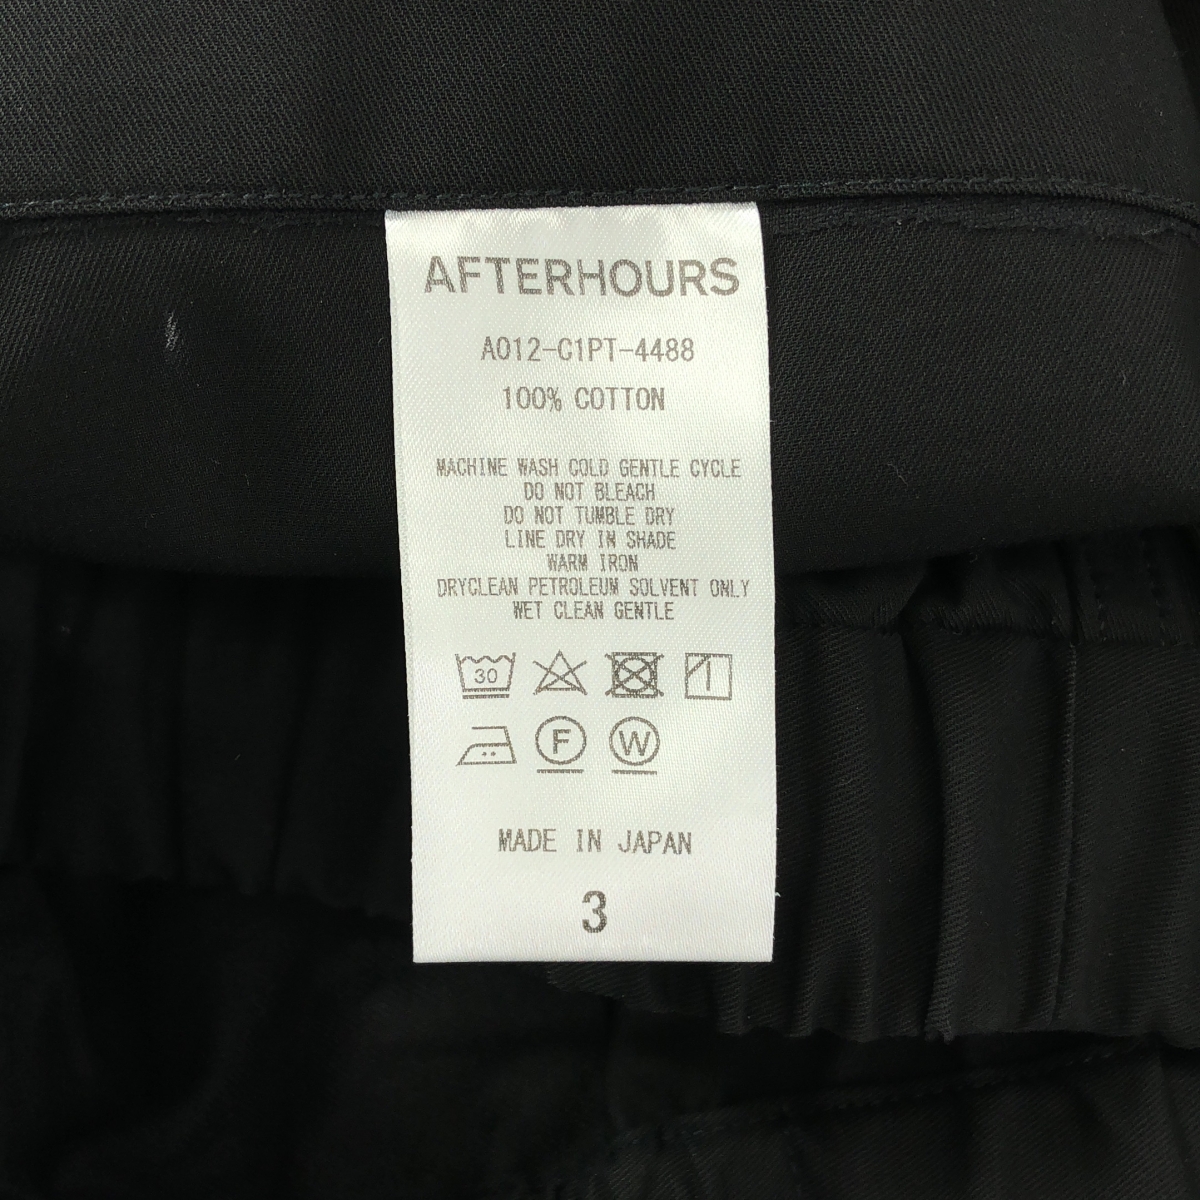 AFTERHOURS
A012-C1PT-4488
100% COTTON
MACHINE WASH COLD GENTLE CYCLE
DO NOT BLEACH
DO NOT TUMBLE DRY
LINE DRY IN SHADE
WARM IRON
DRYCLEAN PETROLEUM SOLVENT ONLY
WET CLEAN GENTLE
30
F W
MADE IN JAPAN
3